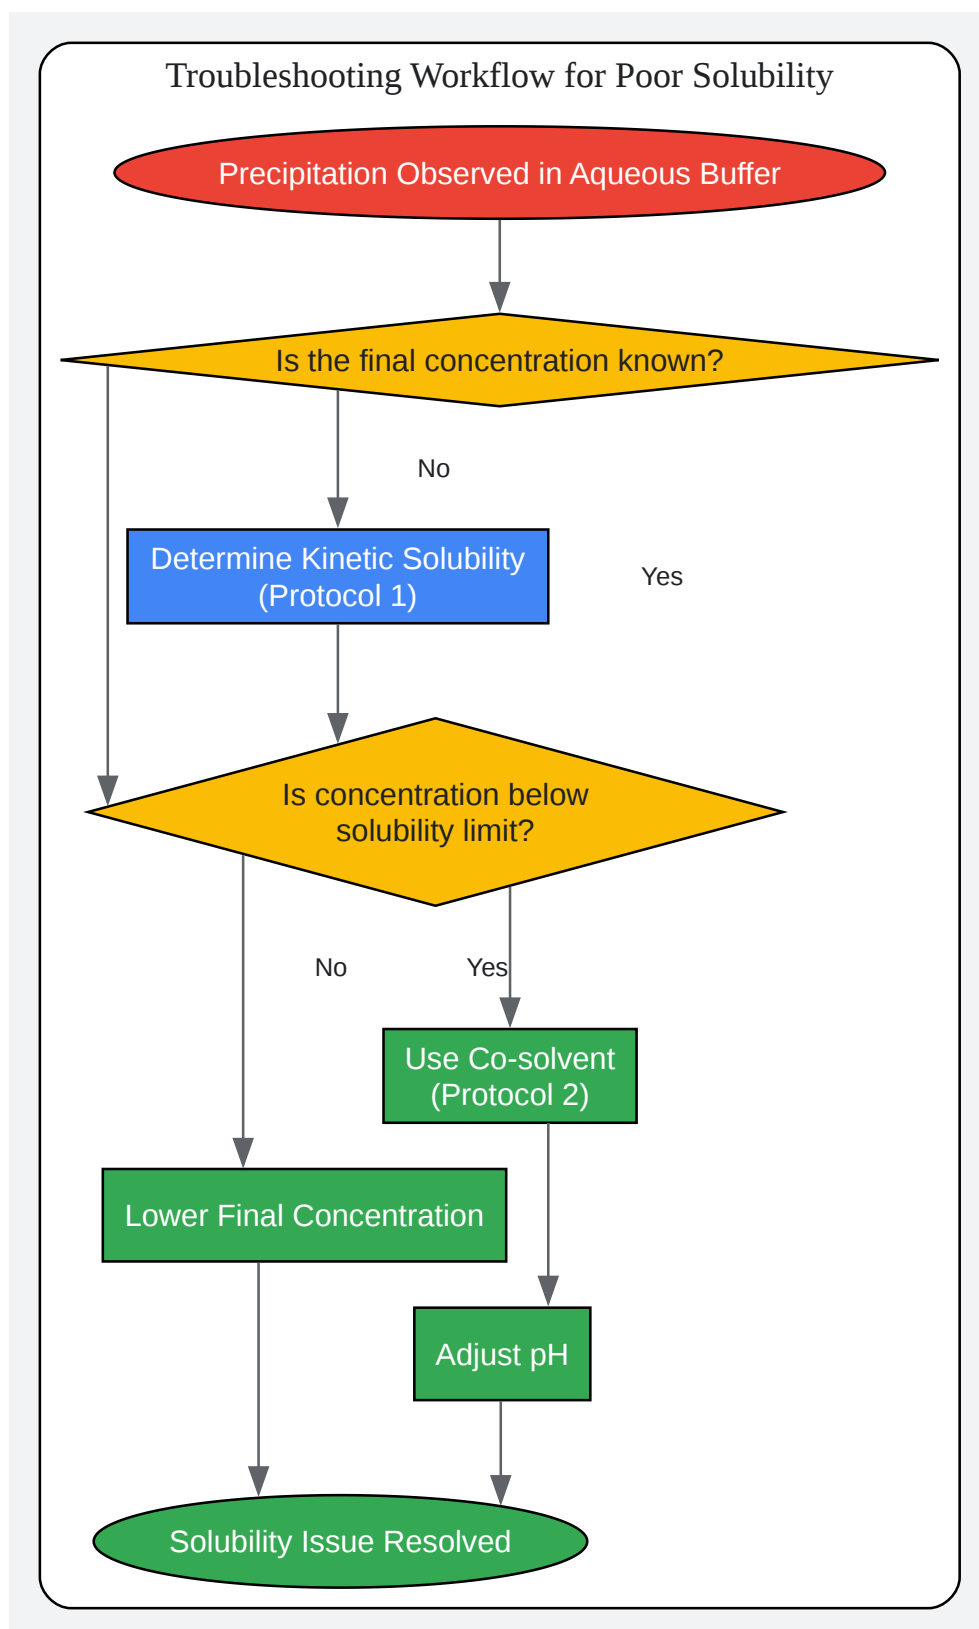 Troubleshooting Workflow for Poor Solubility
Precipitation Observed in Aqueous Buffer
Is the final concentration known?
No
Determine Kinetic Solubility
(Protocol 1)
Yes
Is concentration below
solubility limit?
No
Yes
Use Co-solvent
(Protocol 2)
Lower Final Concentration
Adjust pH
Solubility Issue Resolved